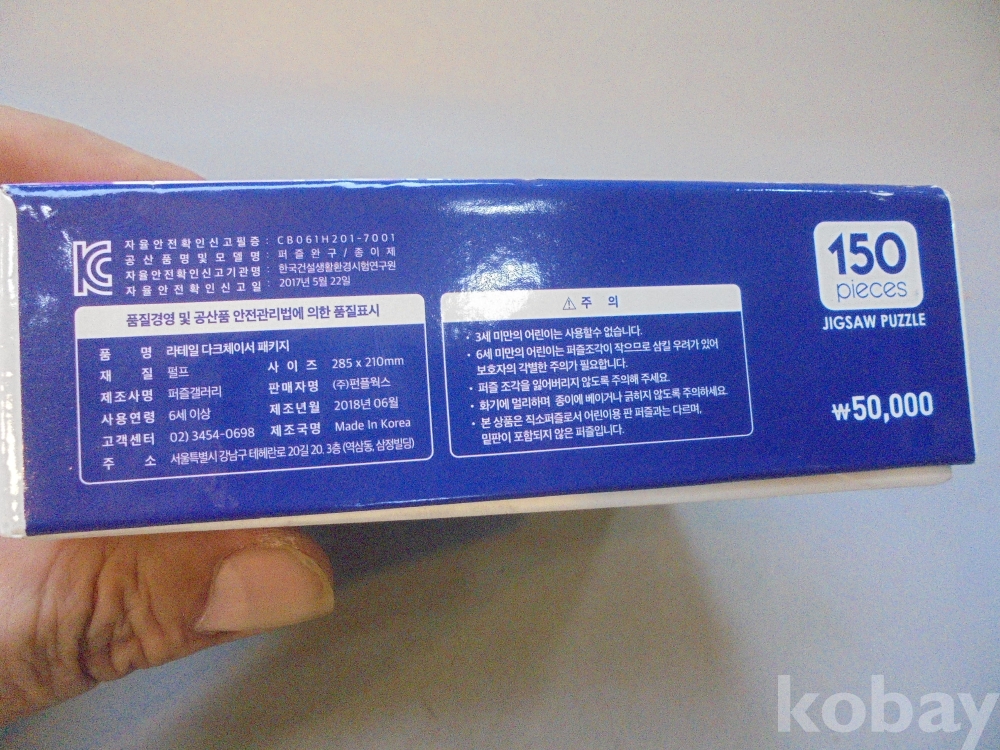 KC
자율안전확인신고필증 : CB061H201-7001
공산품명및모델명 : 퍼즐완구/종이제
자율안전확인신고기관명 : 한국건설생활환경시험연구원
자율안전확인신고일 : 2017년 5월 22일
품질경영 및 공산품 안전관리법에 의한 품질표시
품 명 라테일 다크체이서 패키지
재 질 펄프 사이즈 285 x 210mm
제조사명 퍼즐갤러리 판매자명 (주)펀플웍스
사용연령 6세 이상 제조년월 2018년 06월
고객센터 02) 3454-0698 제조국명 Made In Korea
주 소 서울특별시 강남구 테헤란로 20길 20. 3층 (역삼동, 삼정빌딩)
⚠ 주 의
· 3세 미만의 어린이는 사용할수 없습니다.
· 6세 미만의 어린이는 퍼즐조각이 작으므로 삼킬 우려가 있어
보호자의 각별한 주의가 필요합니다.
· 퍼즐 조각을 잃어버리지 않도록 주의해 주세요.
· 화기에 멀리하며 종이에 베이거나 긁히지 않도록 주의하세요.
· 본 상품은 직소퍼즐로서 어린이용 판 퍼즐과는 다르며,
밑판이 포함되지 않은 퍼즐입니다.
150
pieces
JIGSAW PUZZLE
₩50,000
kobay